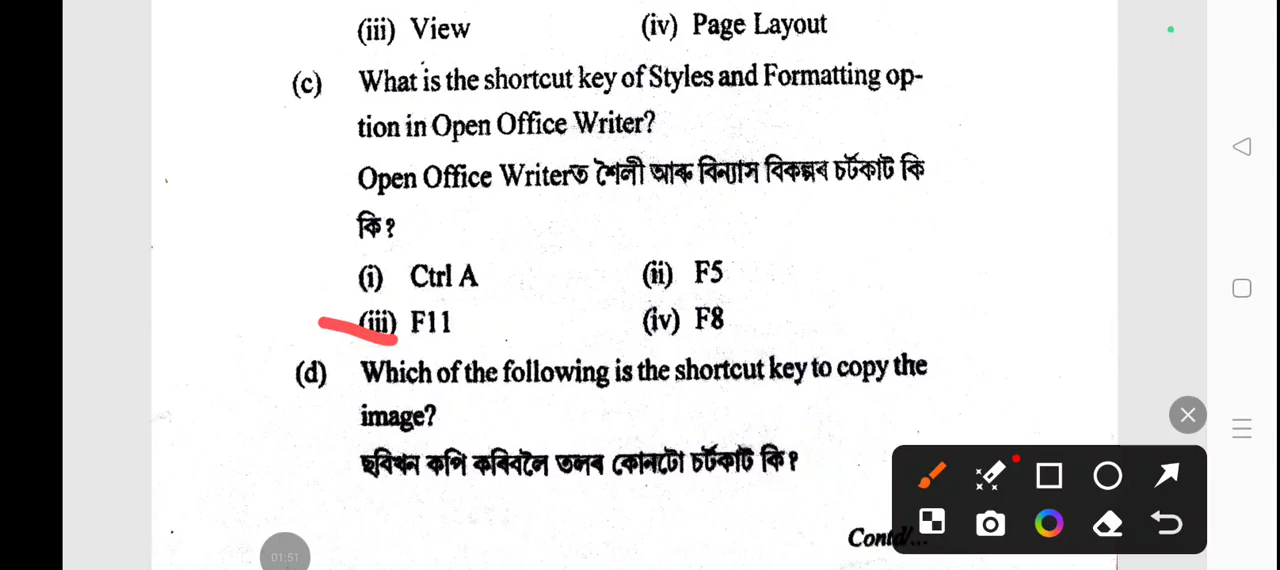 (iii) View (iv) Page Layout
(c) What is the shortcut key of Styles and Formatting op-
tion in Open Office Writer?
Open Office Writerত শৈলী আৰু বিন্যাস বিকল্পৰ চৰ্টকাট কি
কি?
(i) Ctrl A (ii) F5
(iii) F11 (iv) F8
(d) Which of the following is the shortcut key to copy the
image?
ছবিখন কপি কৰিবলৈ তলৰ কোনটো চৰ্টকাট কি?
Contd/...
01:51